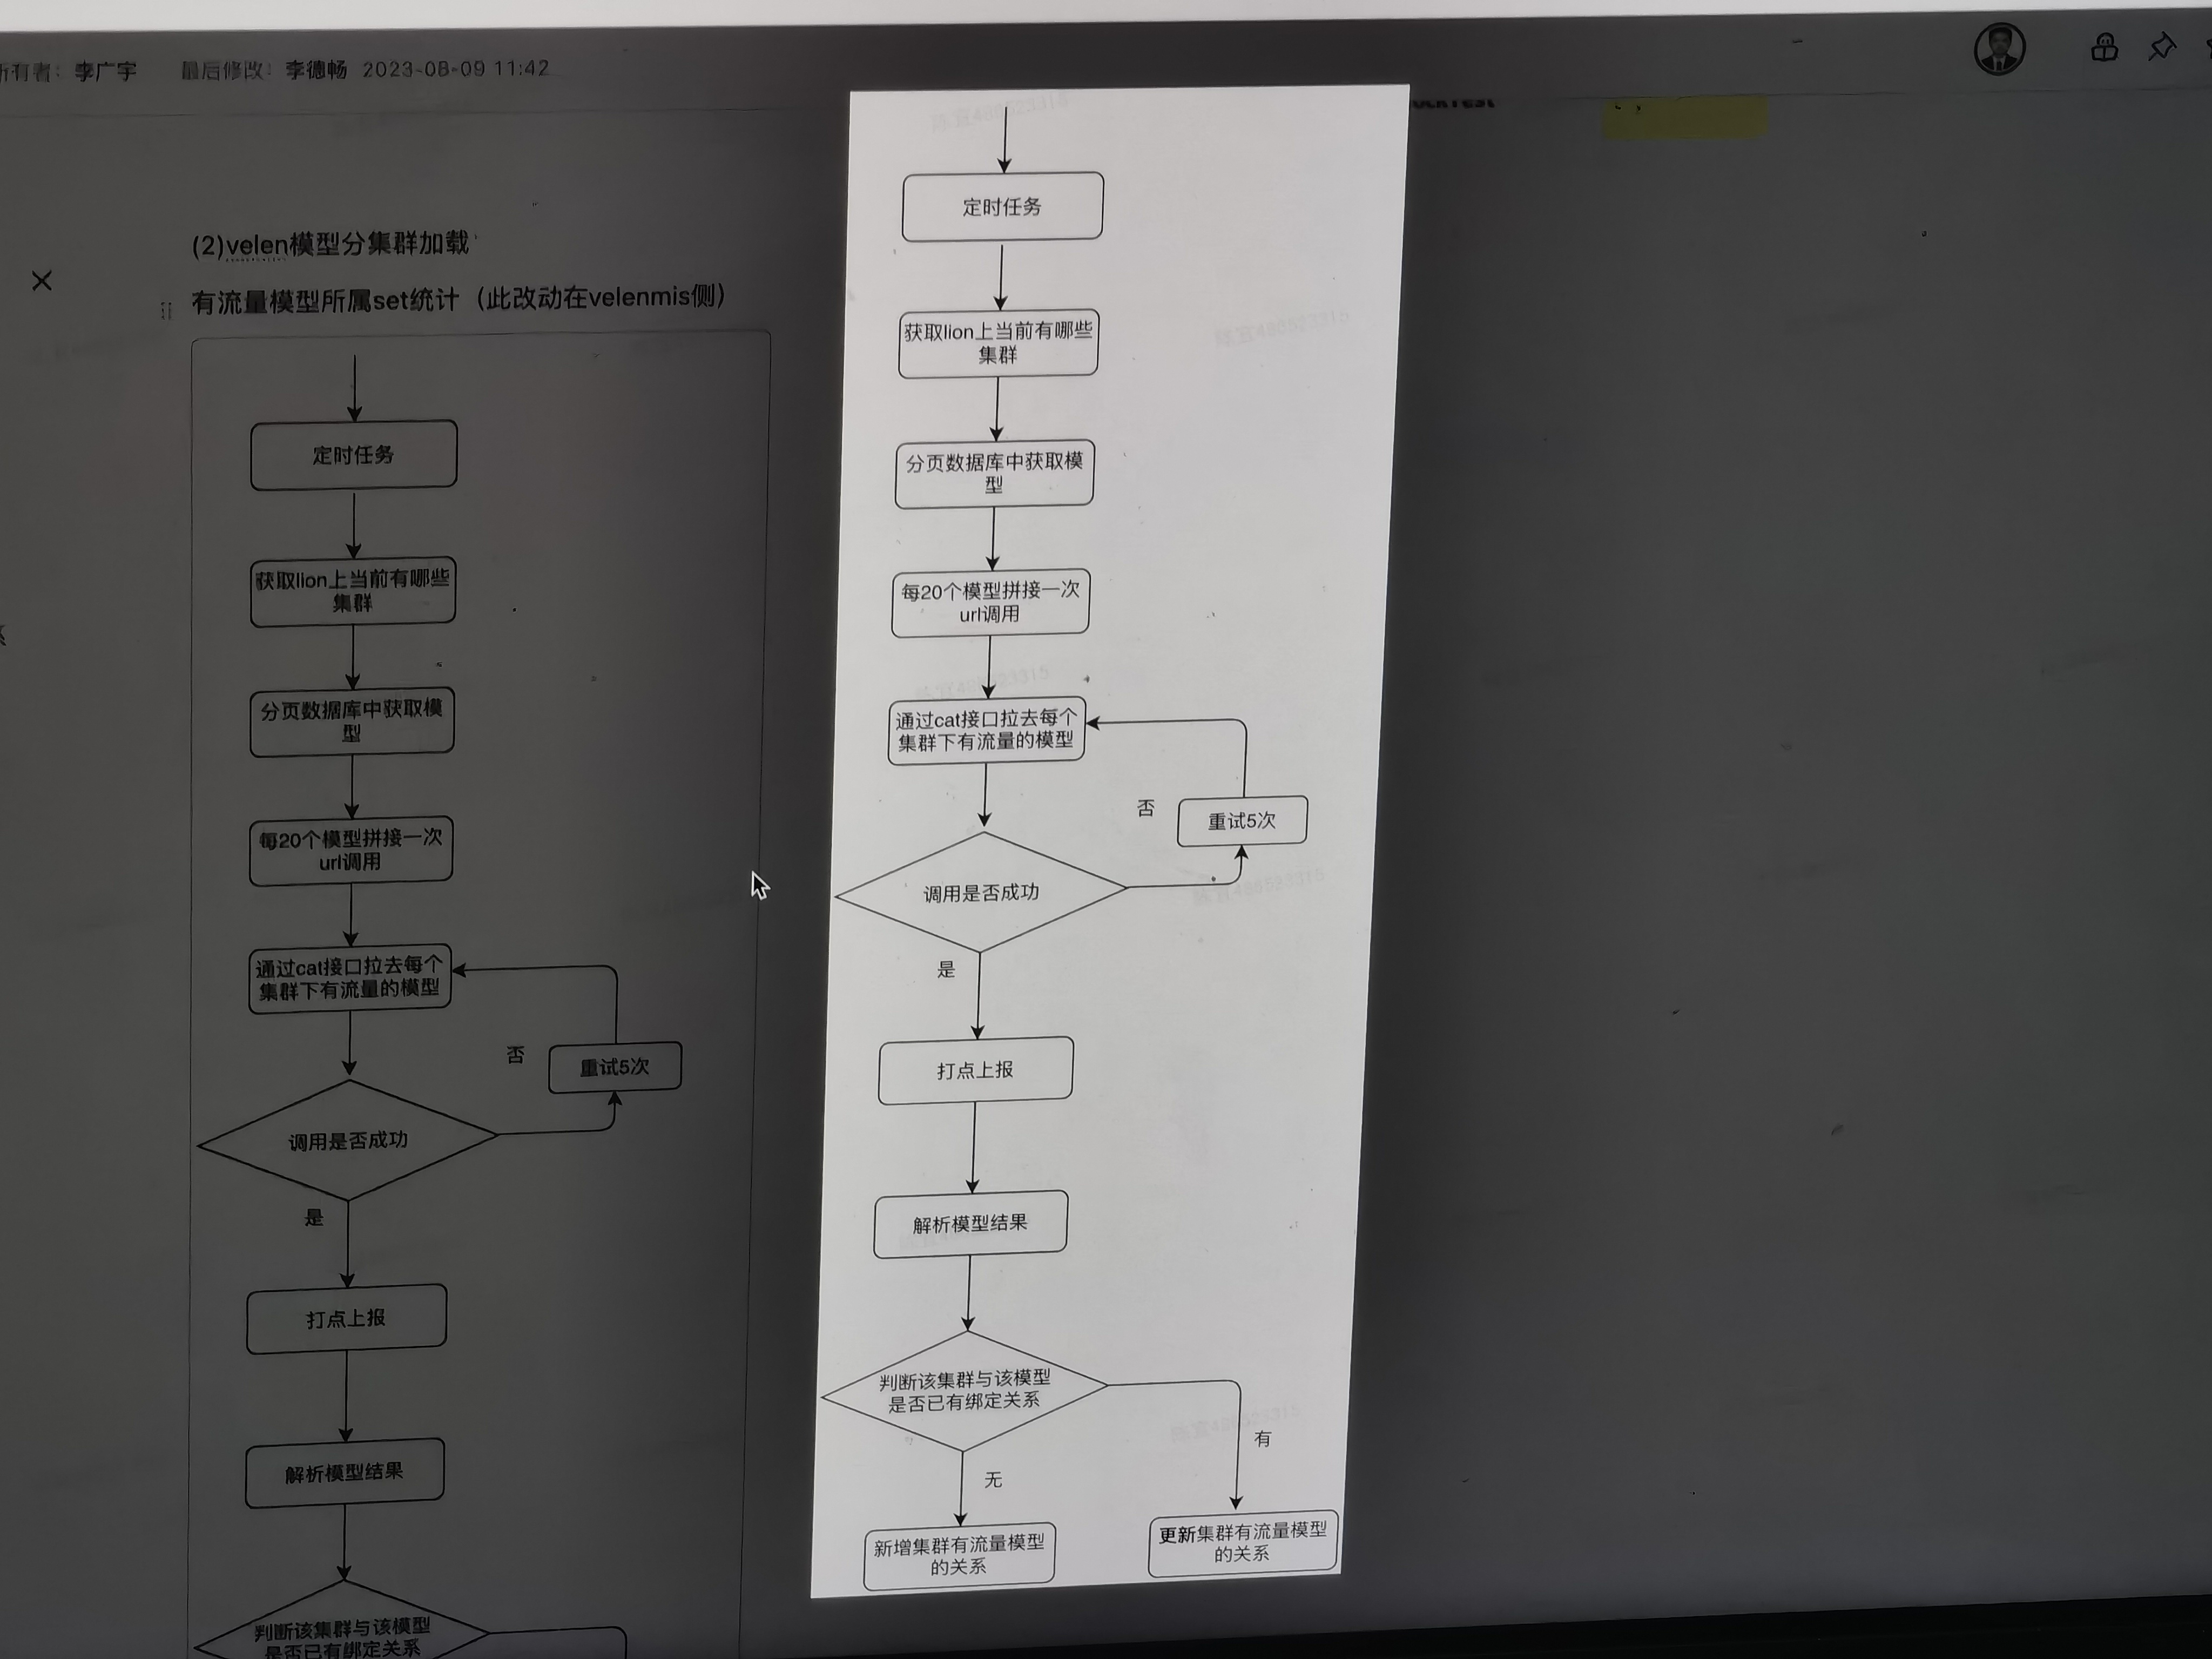 所有者：李广宇 最后修改：李德畅 2023-08-09 11:42
(2)velen模型分集群加载
有流量模型所属set统计（此改动在velenmis侧）
定时任务
获取lion上当前有哪些
集群
分页数据库中获取模
型
每20个模型拼接一次
url调用
通过cat接口拉去每个
集群下有流量的模型
否
重试5次
调用是否成功
是
打点上报
解析模型结果
判断该集群与该模型
是否已有绑定关系
定时任务
获取lion上当前有哪些
集群
分页数据库中获取模
型
每20个模型拼接一次
url调用
通过cat接口拉去每个
集群下有流量的模型
否
重试5次
调用是否成功
是
打点上报
解析模型结果
判断该集群与该模型
是否已有绑定关系
有
无
新增集群有流量模型
的关系
更新集群有流量模型
的关系